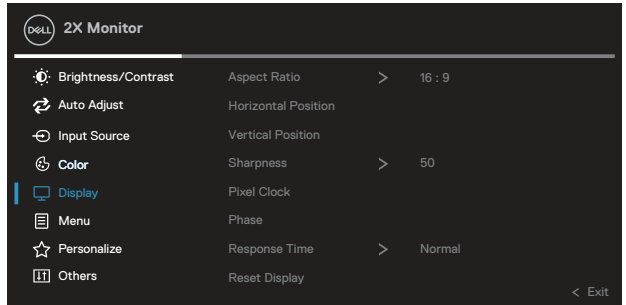 DELL 2X Monitor
Brightness/Contrast Aspect Ratio > 16 : 9
Auto Adjust Horizontal Position
Input Source Vertical Position
Color Sharpness > 50
Display Pixel Clock
Menu Phase
Personalize Response Time > Normal
Others Reset Display
< Exit